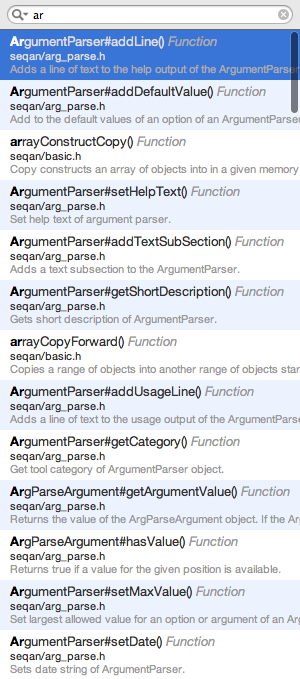 ar
ArgumentParser#addLine() Function
seqan/arg_parse.h
Adds a line of text to the help output of the ArgumentParser
ArgumentParser#addDefaultValue() Function
seqan/arg_parse.h
Add to the default values of an option of an ArgumentParser
arrayConstructCopy() Function
seqan/basic.h
Copy constructs an array of objects into in a given memory
ArgumentParser#setHelpText() Function
seqan/arg_parse.h
Set help text of argument parser.
ArgumentParser#addTextSubSection() Function
seqan/arg_parse.h
Adds a text subsection to the ArgumentParser.
ArgumentParser#getShortDescription() Function
seqan/arg_parse.h
Gets short description of ArgumentParser.
arrayCopyForward() Function
seqan/basic.h
Copies a range of objects into another range of objects star
ArgumentParser#addUsageLine() Function
seqan/arg_parse.h
Adds a line of text to the usage output of the ArgumentParse
ArgumentParser#getCategory() Function
seqan/arg_parse.h
Get tool category of ArgumentParser object.
ArgParseArgument#getArgumentValue() Function
seqan/arg_parse.h
Returns the value of the ArgParseArgument object. If the Ar
ArgParseArgument#hasValue() Function
seqan/arg_parse.h
Returns true if a value for the given position is available.
ArgumentParser#setMaxValue() Function
seqan/arg_parse.h
Set largest allowed value for an option or argument of an Ar
ArgumentParser#setDate() Function
seqan/arg_parse.h
Sets date string of ArgumentParser.